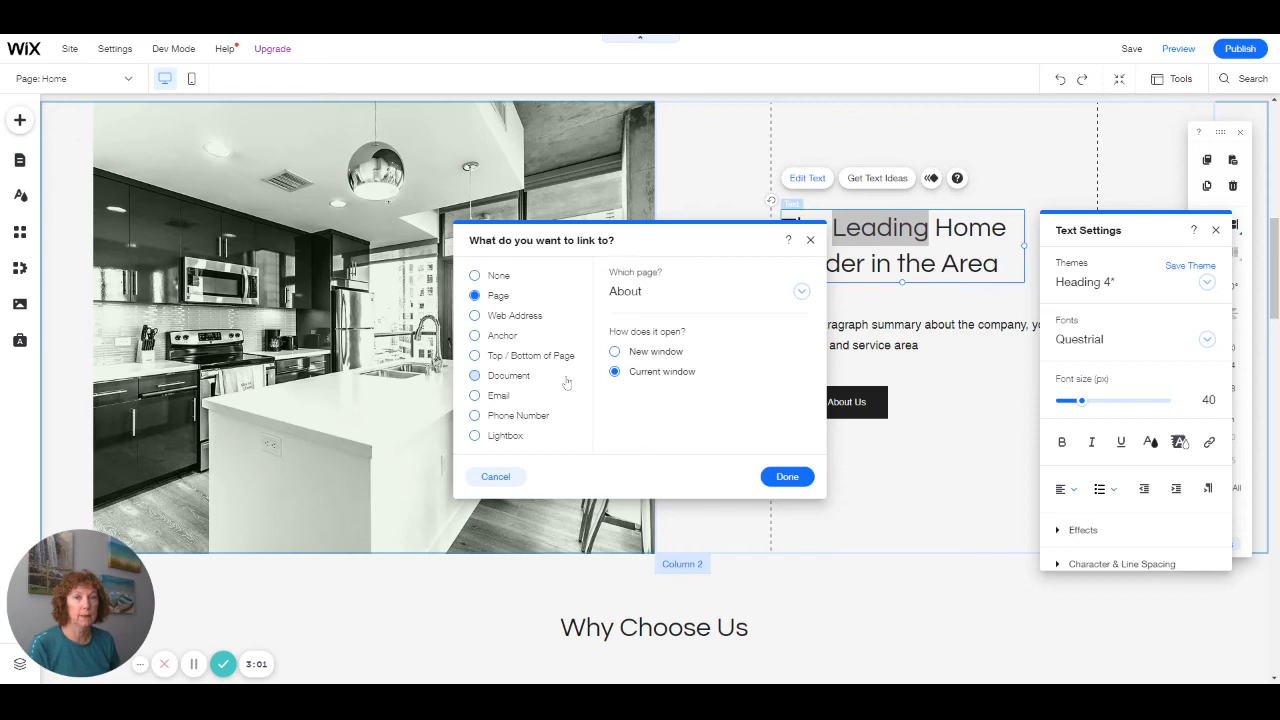 WiX
Site
Settings
Dev Mode
Help
Upgrade
Save
Preview
Publish
Page: Home
Tools
Search
Edit Text
Get Text Ideas
Text
Leading Home
der in the Area
ragraph summary about the company, yo
and service area
About Us
What do you want to link to?
?
None
Page
Web Address
Anchor
Top / Bottom of Page
Document
Email
Phone Number
Lightbox
Which page?
About
How does it open?
New window
Current window
Cancel
Done
Text Settings
?
Themes
Save Theme
Heading 4*
Fonts
Questrial
Font size (px)
40
B I U
Effects
Character & Line Spacing
All
Column 2
Why Choose Us
3:01